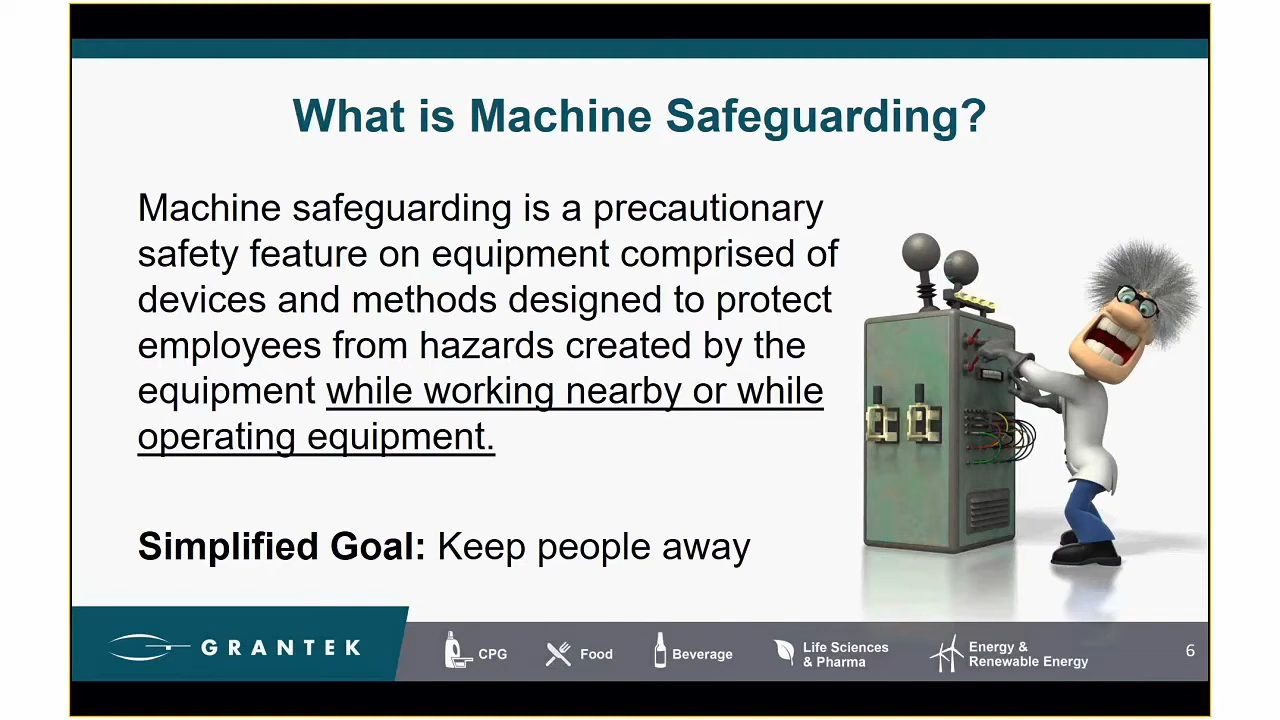 What is Machine Safeguarding?
Machine safeguarding is a precautionary
safety feature on equipment comprised of
devices and methods designed to protect
employees from hazards created by the
equipment while working nearby or while
operating equipment.
Simplified Goal: Keep people away
GRANTEK
CPG
Food
Beverage
Life Sciences
& Pharma
Energy &
Renewable Energy
6